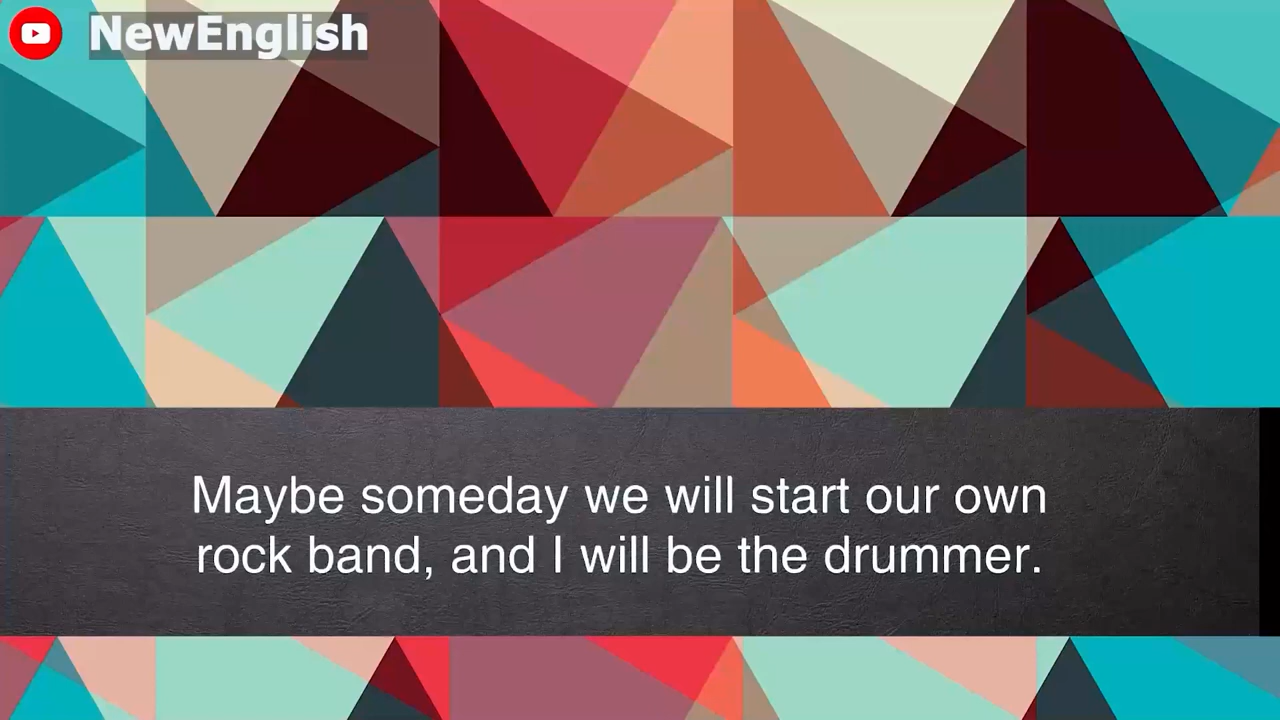 NewEnglish
Maybe someday we will start our own
rock band, and I will be the drummer.